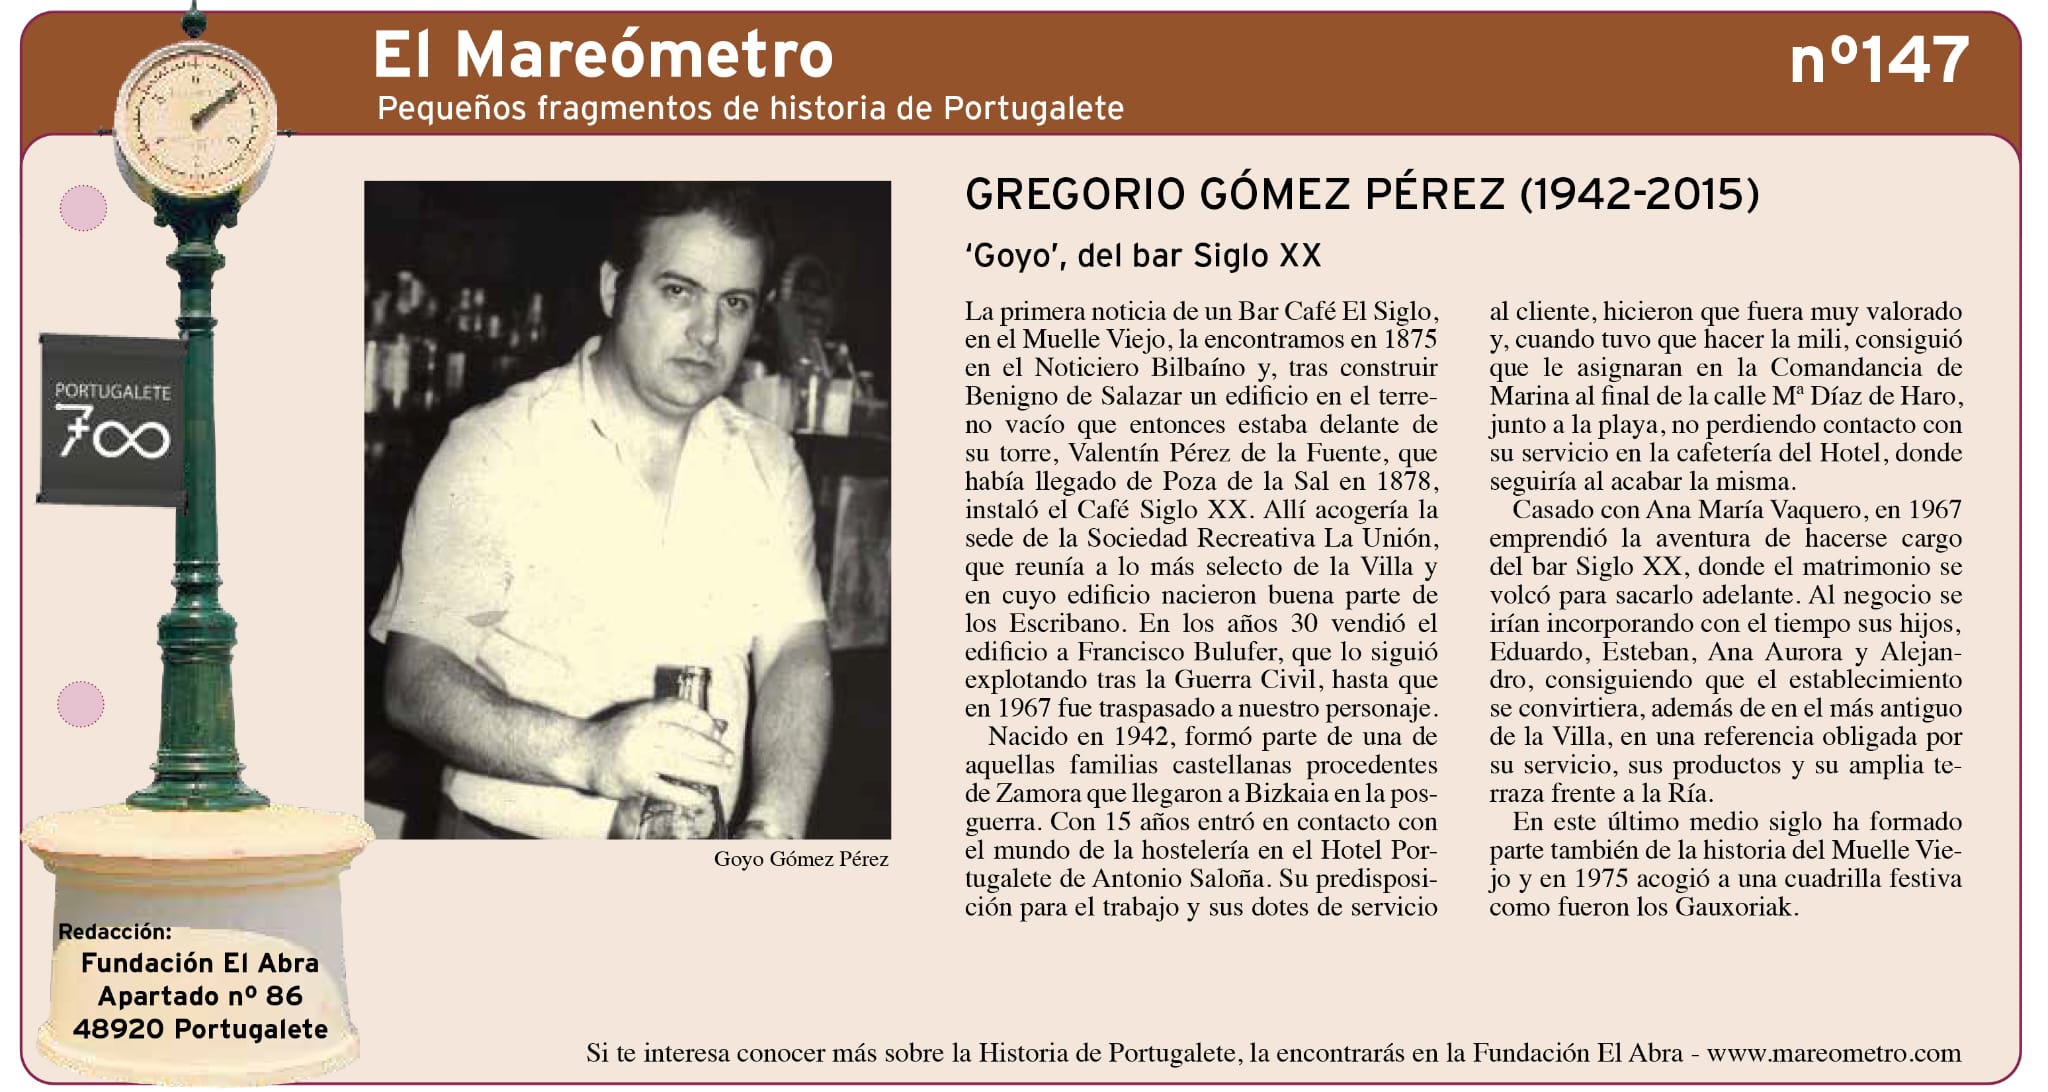 El Mareómetro
nº147
Pequeños fragmentos de historia de Portugalete
PORTUGALETE
700
GREGORIO GÓMEZ PÉREZ (1942-2015)
‘Goyo’, del bar Siglo XX
La primera noticia de un Bar Café El Siglo,
en el Muelle Viejo, la encontramos en 1875
en el Noticiero Bilbaíno y, tras construir
Benigno de Salazar un edificio en el terre-
no vacío que entonces estaba delante de
su torre, Valentín Pérez de la Fuente, que
había llegado de Poza de la Sal en 1878,
instaló el Café Siglo XX. Allí acogería la
sede de la Sociedad Recreativa La Unión,
que reunía a lo más selecto de la Villa y
en cuyo edificio nacieron buena parte de
los Escribano. En los años 30 vendió el
edificio a Francisco Bulufer, que lo siguió
explotando tras la Guerra Civil, hasta que
en 1967 fue traspasado a nuestro personaje.
Nacido en 1942, formó parte de una de
aquellas familias castellanas procedentes
de Zamora que llegaron a Bizkaia en la pos-
guerra. Con 15 años entró en contacto con
el mundo de la hostelería en el Hotel Por-
tugalete de Antonio Saloña. Su predisposi-
ción para el trabajo y sus dotes de servicio
al cliente, hicieron que fuera muy valorado
y, cuando tuvo que hacer la mili, consiguió
que le asignaran en la Comandancia de
Marina al final de la calle Mª Díaz de Haro,
junto a la playa, no perdiendo contacto con
su servicio en la cafetería del Hotel, donde
seguiría al acabar la misma.
Casado con Ana María Vaquero, en 1967
emprendió la aventura de hacerse cargo
del bar Siglo XX, donde el matrimonio se
volcó para sacarlo adelante. Al negocio se
irían incorporando con el tiempo sus hijos,
Eduardo, Esteban, Ana Aurora y Alejan-
dro, consiguiendo que el establecimiento
se convirtiera, además de en el más antiguo
de la Villa, en una referencia obligada por
su servicio, sus productos y su amplia te-
rraza frente a la Ría.
En este último medio siglo ha formado
parte también de la historia del Muelle Vie-
jo y en 1975 acogió a una cuadrilla festiva
como fueron los Gauxoriak.
Goyo Gómez Pérez
Redacción:
Fundación El Abra
Apartado nº 86
48920 Portugalete
Si te interesa conocer más sobre la Historia de Portugalete, la encontrarás en la Fundación El Abra - www.mareometro.com